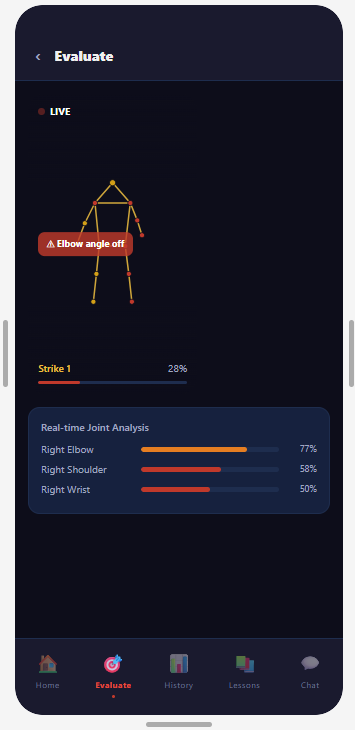 ‹ Evaluate
LIVE
⚠ Elbow angle off
Strike 1 28%
Real-time Joint Analysis
Right Elbow 77%
Right Shoulder 58%
Right Wrist 50%
Home Evaluate History Lessons Chat